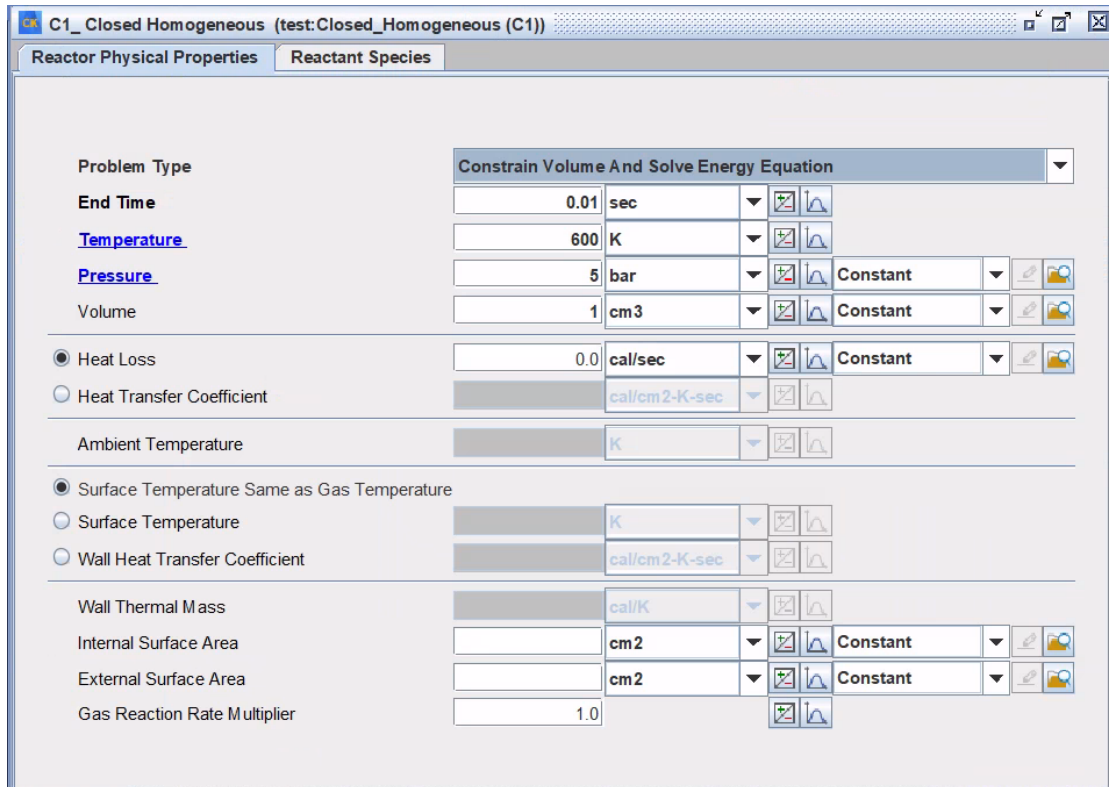 CK C1_ Closed Homogeneous (test:Closed_Homogeneous (C1))
Reactor Physical Properties Reactant Species
Problem Type Constrain Volume And Solve Energy Equation
End Time 0.01 sec
Temperature 600 K
Pressure 5 bar Constant
Volume 1 cm3 Constant
Heat Loss 0.0 cal/sec Constant
Heat Transfer Coefficient cal/cm2-K-sec
Ambient Temperature K
Surface Temperature Same as Gas Temperature
Surface Temperature K
Wall Heat Transfer Coefficient cal/cm2-K-sec
Wall Thermal Mass cal/K
Internal Surface Area cm2 Constant
External Surface Area cm2 Constant
Gas Reaction Rate Multiplier 1.0